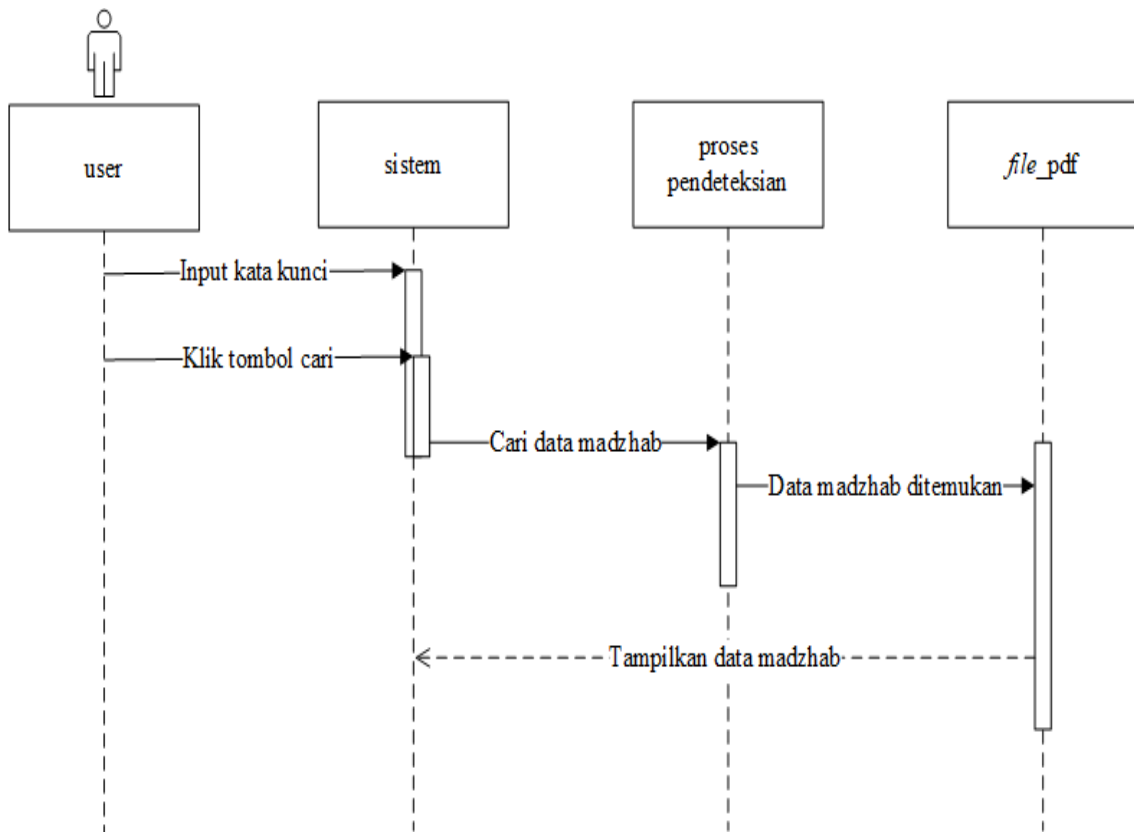 user
sistem
proses
pendeteksian
file_pdf
Input kata kunci
Klik tombol cari
Cari data madzhab
Data madzhab ditemukan
Tampilkan data madzhab